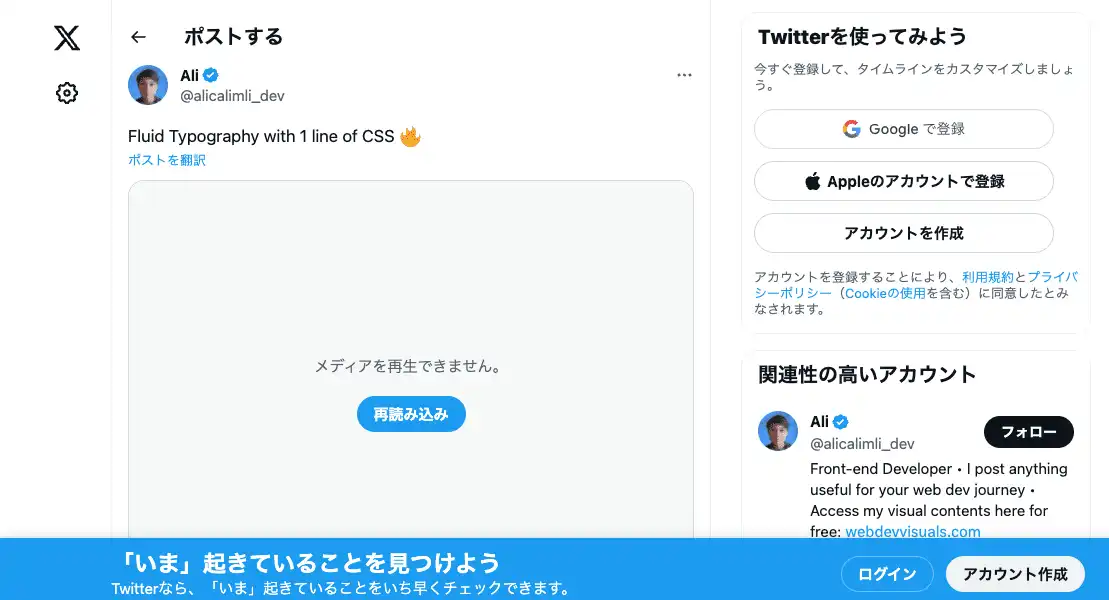 ポストする
Ali
@alicalimli_dev
Fluid Typography with 1 line of CSS 🔥
ポストを翻訳
メディアを再生できません。
再読み込み
Twitterを使ってみよう
今すぐ登録して、タイムラインをカスタマイズしましょ
う。
Google で登録
Appleのアカウントで登録
アカウントを作成
アカウントを登録することにより、利用規約とプライバ
シーポリシー（Cookieの使用を含む）に同意したとみ
なされます。
関連性の高いアカウント
Ali
@alicalimli_dev
フォロー
Front-end Developer • I post anything
useful for your web dev journey •
Access my visual contents here for
free: webdevvisuals.com
「いま」起きていることを見つけよう
Twitterなら、「いま」起きていることをいち早くチェックできます。
ログイン
アカウント作成